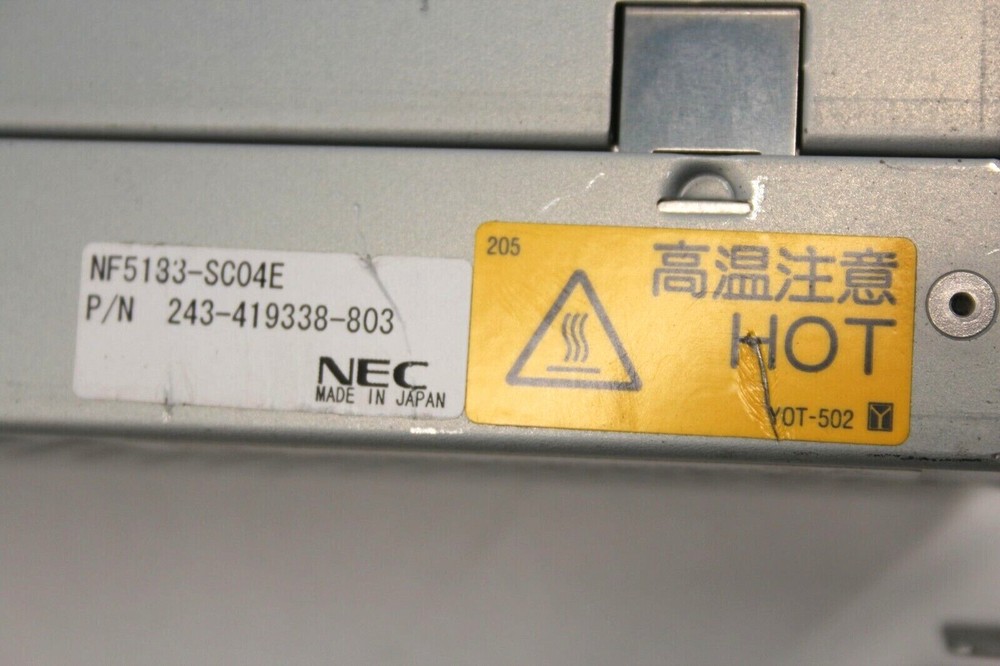 NF5133-SC04E
P/N 243-419338-803
NEC
MADE IN JAPAN
205
高温注意
HOT
YOT-502 Y